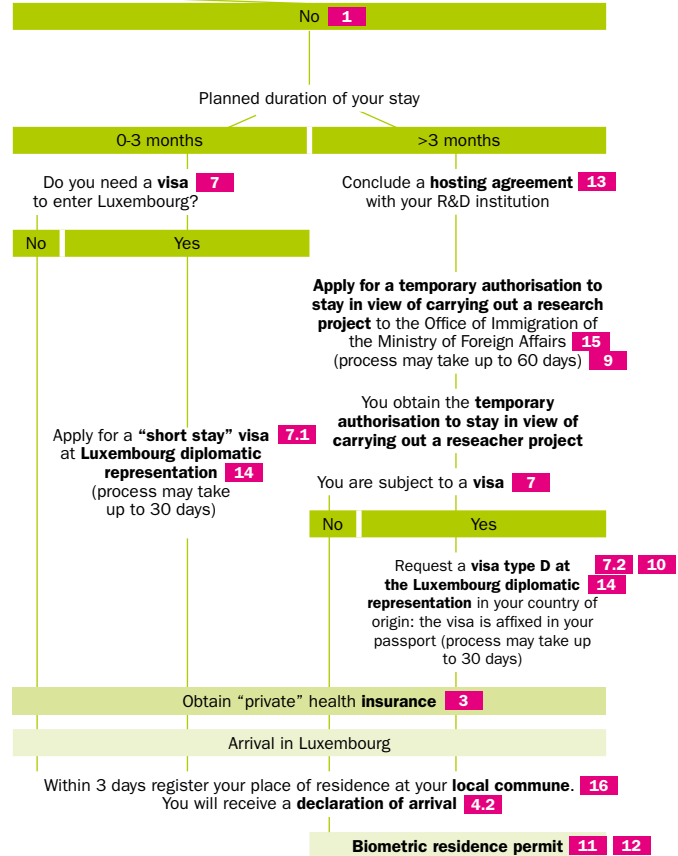 No 1
Planned duration of your stay
0-3 months
>3 months
Do you need a visa 7
to enter Luxembourg?
Conclude a hosting agreement 13
with your R&D institution
No
Yes
Apply for a temporary authorisation to
stay in view of carrying out a research
project to the Office of Immigration of
the Ministry of Foreign Affairs 15
(process may take up to 60 days) 9
You obtain the temporary
authorisation to stay in view of
carrying out a reseacher project
Apply for a “short stay” visa 7.1
at Luxembourg diplomatic
representation 14
(process may take
up to 30 days)
You are subject to a visa 7
No
Yes
Request a visa type D at 7.2 10
the Luxembourg diplomatic 14
representation in your country of
origin: the visa is affixed in your
passport (process may take up
to 30 days)
Obtain “private” health insurance 3
Arrival in Luxembourg
Within 3 days register your place of residence at your local commune. 16
You will receive a declaration of arrival 4.2
Biometric residence permit 11 12